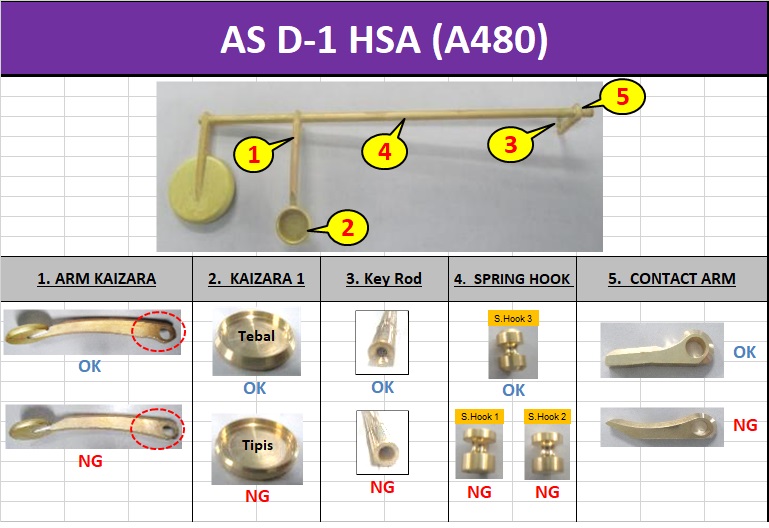 AS D-1 HSA (A480)
5
1
4
3
2
1. ARM KAIZARA
2. KAIZARA 1
3. Key Rod
4. SPRING HOOK
5. CONTACT ARM
S.Hook 3
Tebal
OK
OK
OK
OK
OK
S.Hook 1
S.Hook 2
Tipis
NG
NG
NG
NG
NG
NG